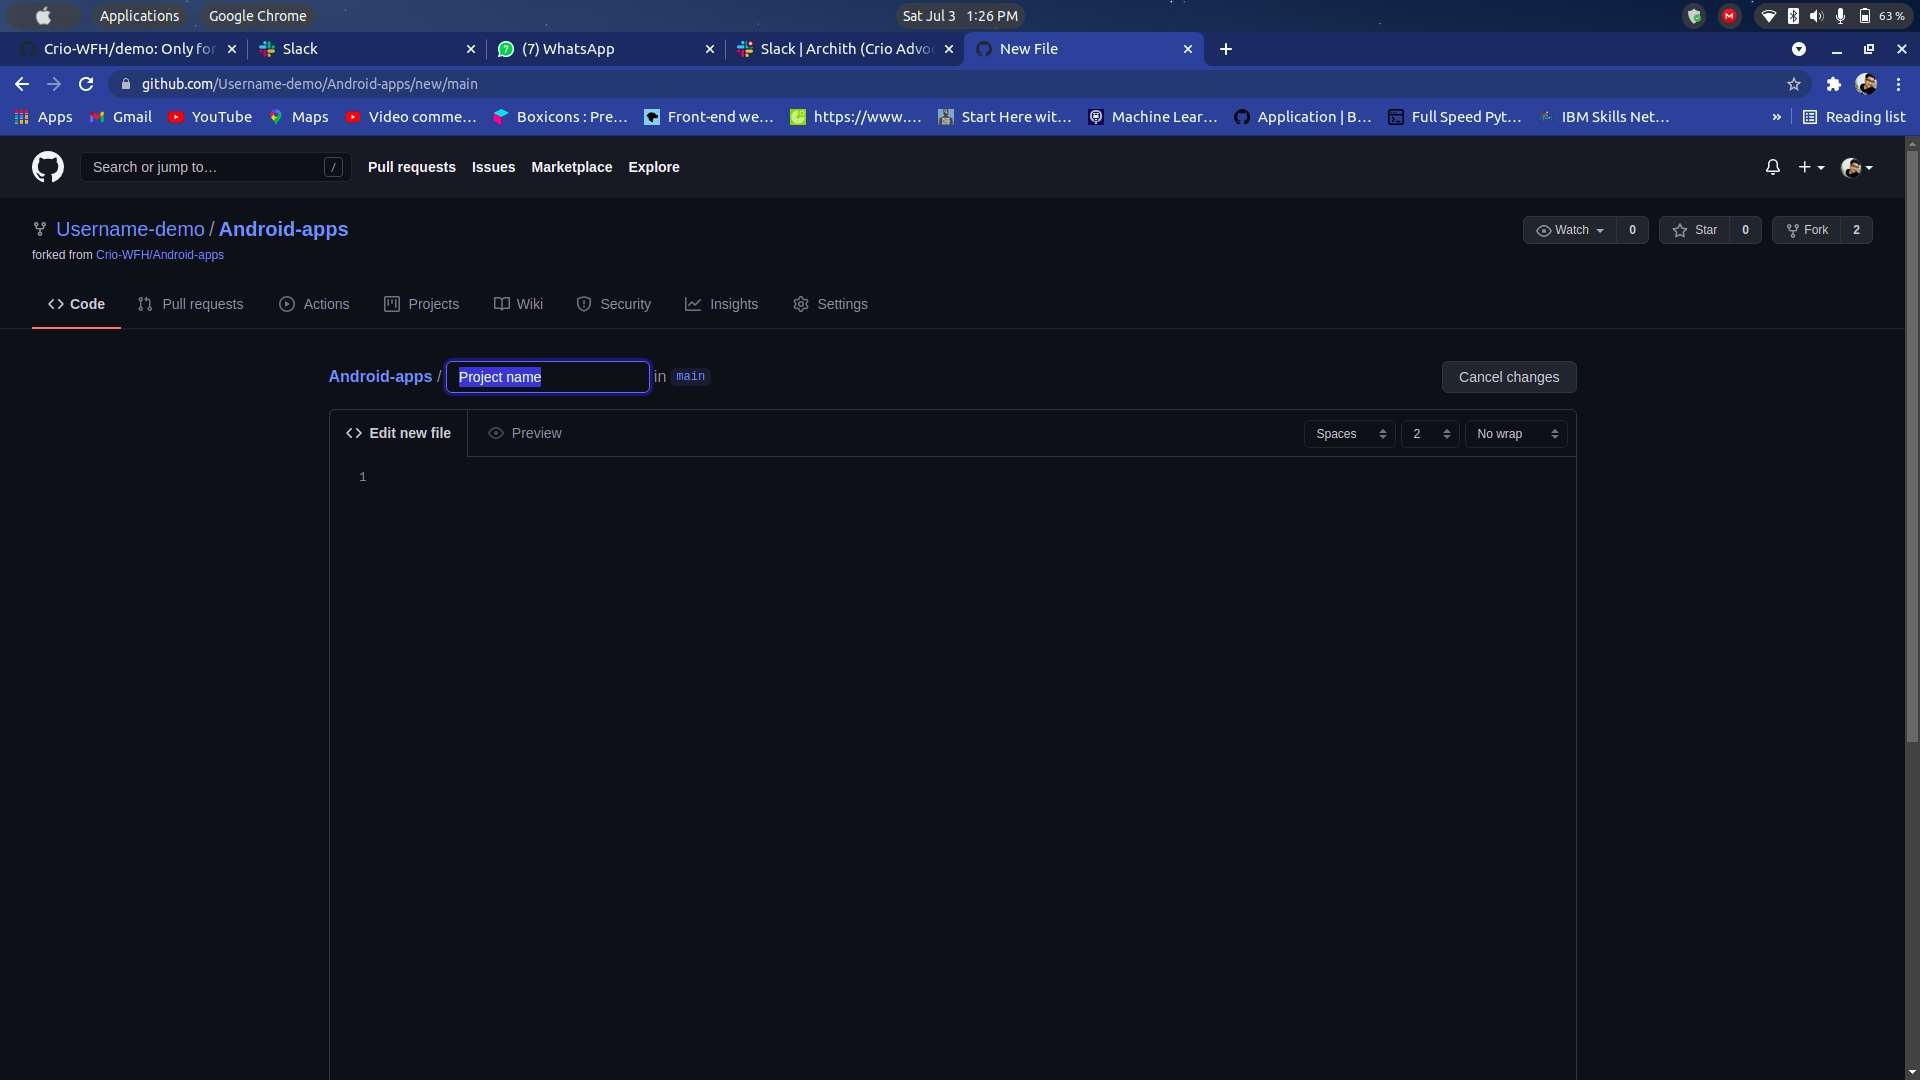 Applications Google Chrome Sat Jul 3 1:26 PM 63 %
Crio-WFH/demo: Only for Slack (7) WhatsApp Slack | Archith (Crio Advoc New File
github.com/Username-demo/Android-apps/new/main
Apps Gmail YouTube Maps Video comme... Boxicons : Pre... Front-end we... https://www.... Start Here wit... Machine Lear... Application | B... Full Speed Pyt... IBM Skills Net... » Reading list
Search or jump to... / Pull requests Issues Marketplace Explore
Username-demo / Android-apps Watch 0 Star 0 Fork 2
forked from Crio-WFH/Android-apps
Code Pull requests Actions Projects Wiki Security Insights Settings
Android-apps / Project name in main Cancel changes
Edit new file Preview Spaces 2 No wrap
1